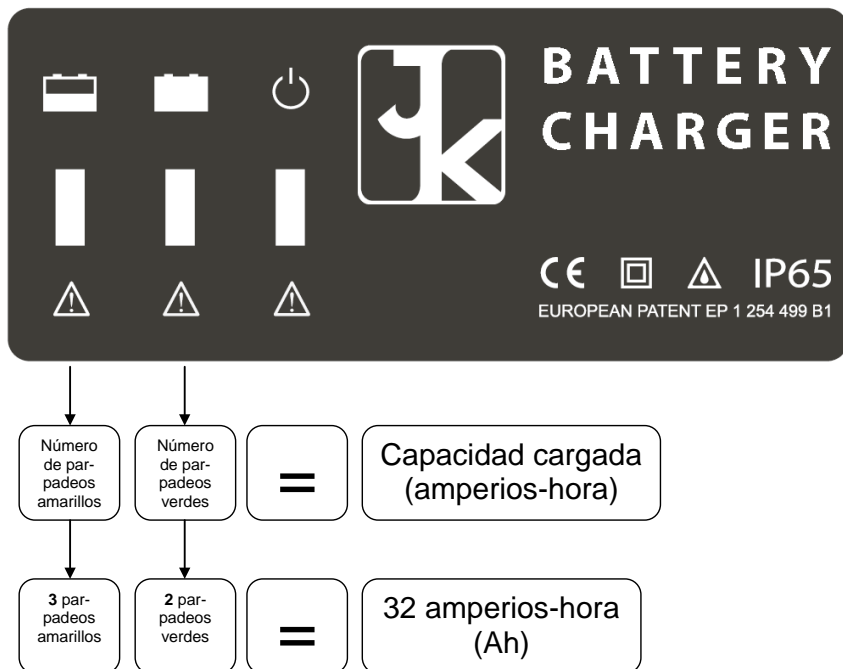 JK
BATTERY
CHARGER
CE IP65
EUROPEAN PATENT EP 1 254 499 B1
Número
de par-
padeos
amarillos
Número
de par-
padeos
verdes
=
Capacidad cargada
(amperios-hora)
3 par-
padeos
amarillos
2 par-
padeos
verdes
=
32 amperios-hora
(Ah)